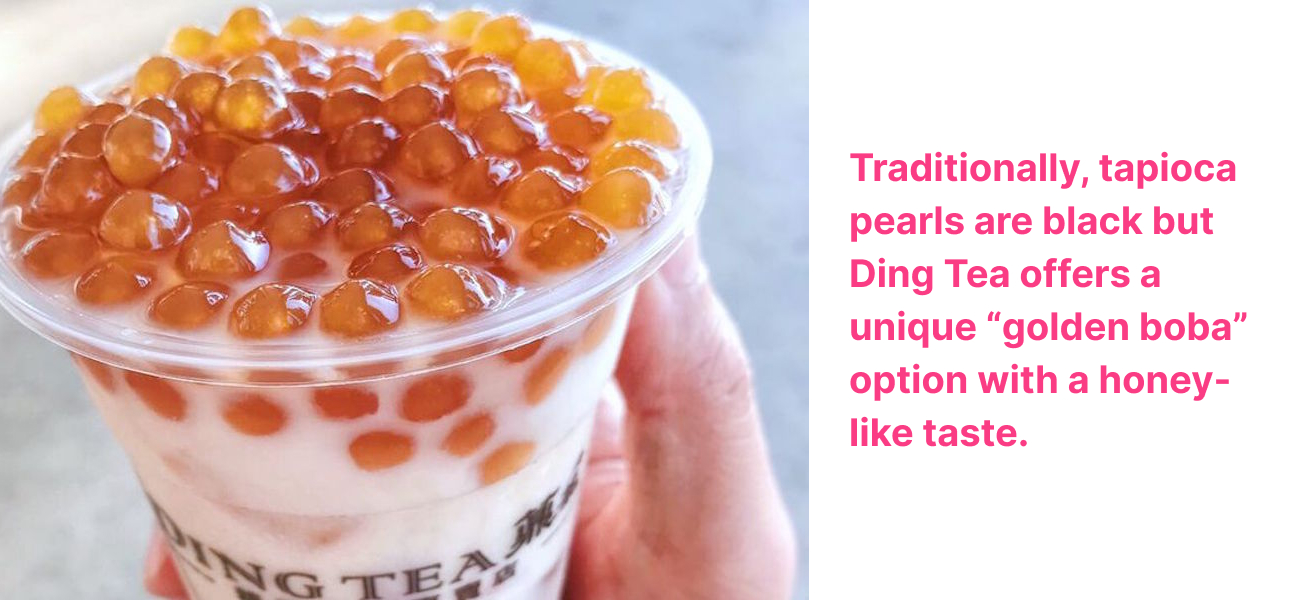 Traditionally, tapioca
pearls are black but
Ding Tea offers a
unique “golden boba”
option with a honey-
like taste.
DING TEA